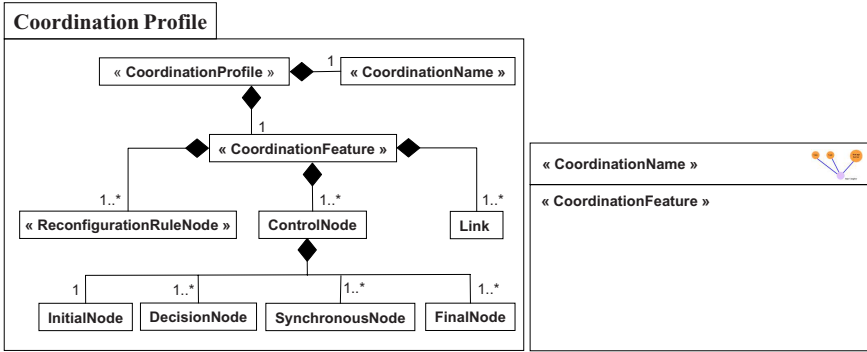 Coordination Profile
« CoordinationProfile »
1
« CoordinationName »
1
« CoordinationFeature »
1..*
1..*
1..*
« ReconfigurationRuleNode »
ControlNode
Link
1
1..*
1..*
1..*
InitialNode
DecisionNode
SynchronousNode
FinalNode
« CoordinationName »
« CoordinationFeature »